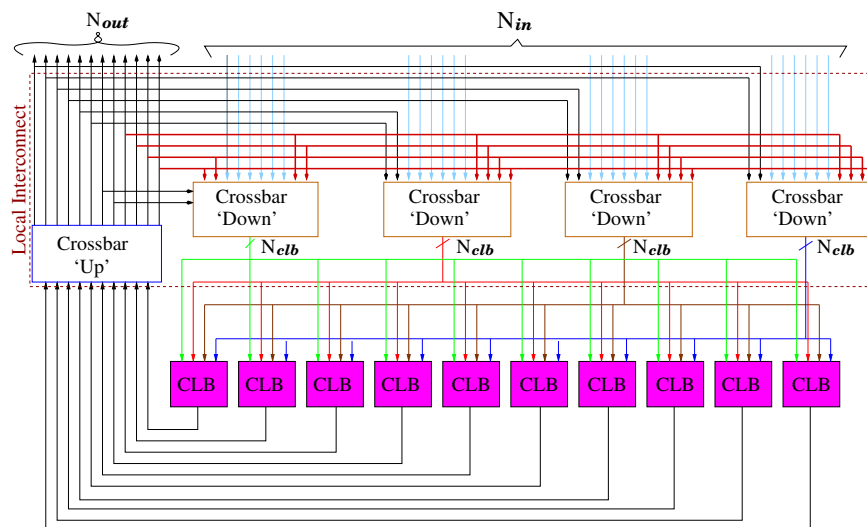 Nout
Nin
Local Interconnect
Crossbar
'Down'
Crossbar
'Down'
Crossbar
'Down'
Crossbar
'Down'
Crossbar
'Up'
Nclb
Nclb
Nclb
Nclb
CLB
CLB
CLB
CLB
CLB
CLB
CLB
CLB
CLB
CLB